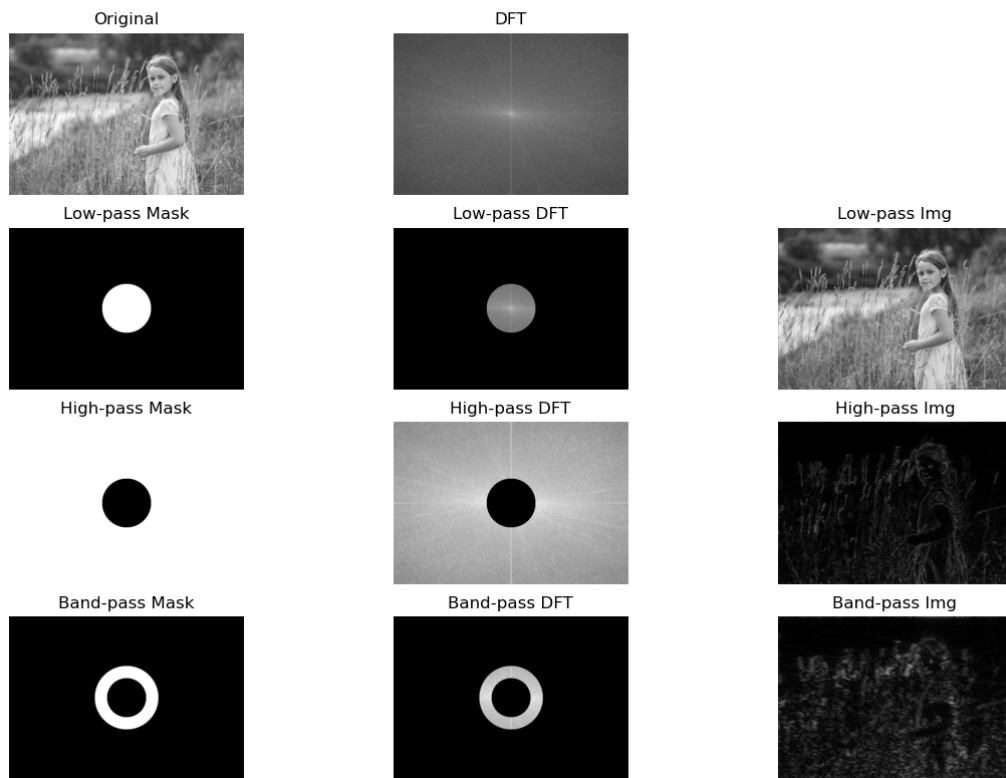 Original
DFT
Low-pass Mask
Low-pass DFT
Low-pass Img
High-pass Mask
High-pass DFT
High-pass Img
Band-pass Mask
Band-pass DFT
Band-pass Img